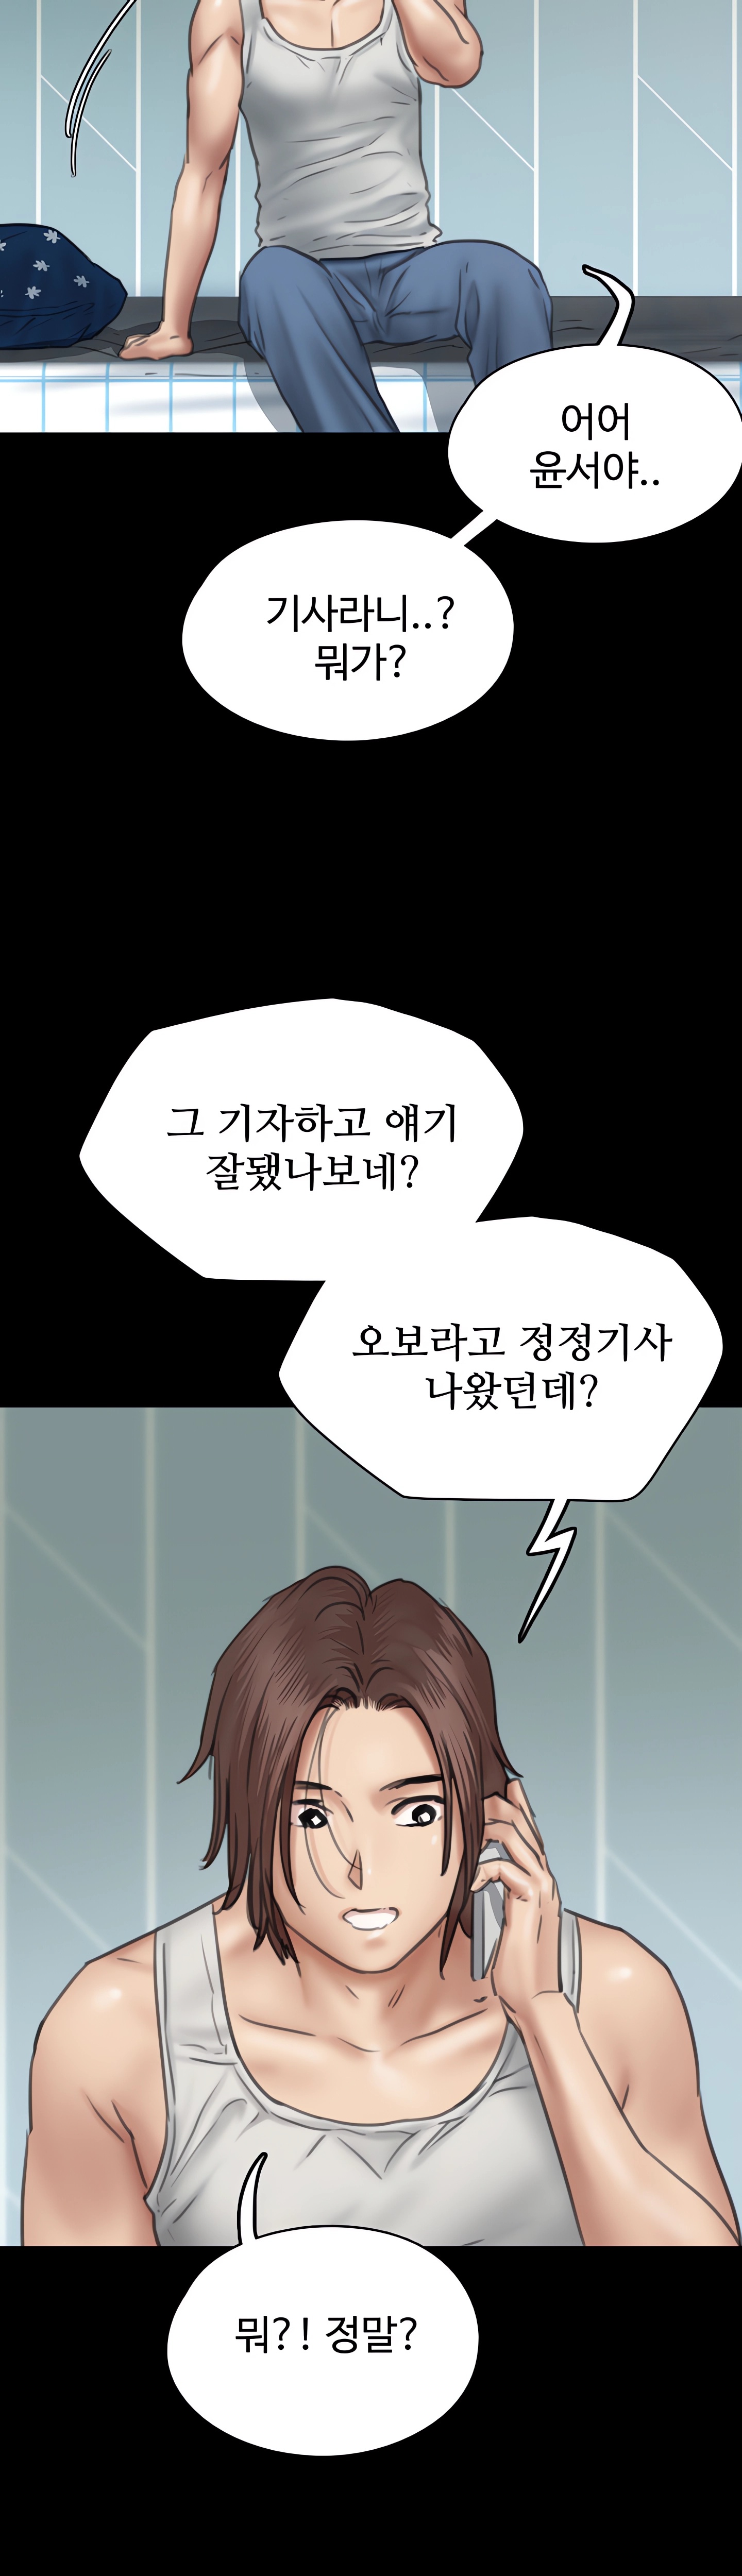 어어
윤서야..
기사라니..?
뭐가?
그 기자하고 얘기
잘됐나보네?
오보라고 정정기사
나왔던데?
뭐?! 정말?